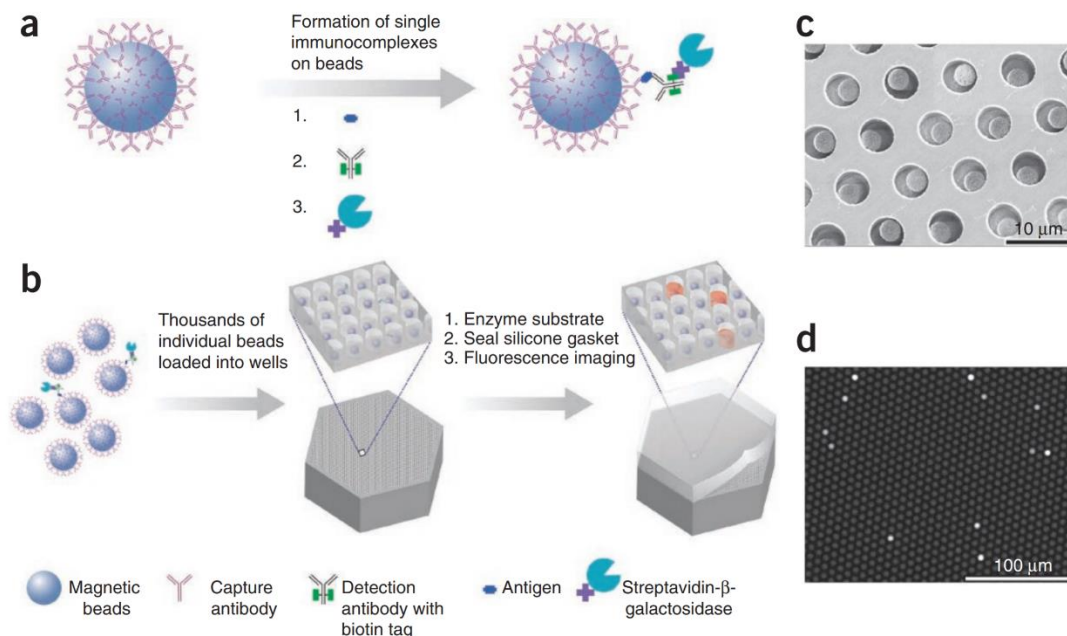 a
Formation of single
immunocomplexes
on beads
1.
2.
3.
c
10 μm
b
Thousands of
individual beads
loaded into wells
1. Enzyme substrate
2. Seal silicone gasket
3. Fluorescence imaging
d
100 μm
Magnetic
beads
Capture
antibody
Detection
antibody with
biotin tag
Antigen
Streptavidin-β-
galactosidase